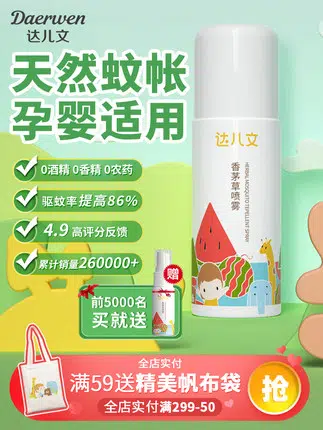 Daerwen
达儿文
天然蚊帐
孕婴适用
0酒精 0香精 0农药
驱蚊率提高86%
4.9高评分反馈
累计销量260000+
前5000名
买就送
赠
达儿文
香茅草喷雾
HERBAL MOSQUITO REPELLENT SPRAY
全店实付
满59送精美帆布袋
全店实付满299-50
抢